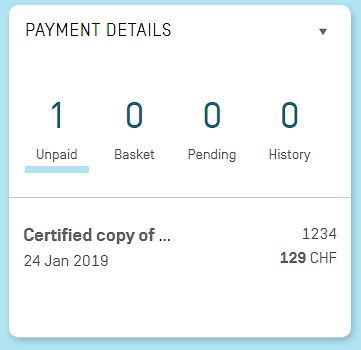 PAYMENT DETAILS
1 0 0 0
Unpaid Basket Pending History
Certified copy of ... 1234
24 Jan 2019 129 CHF